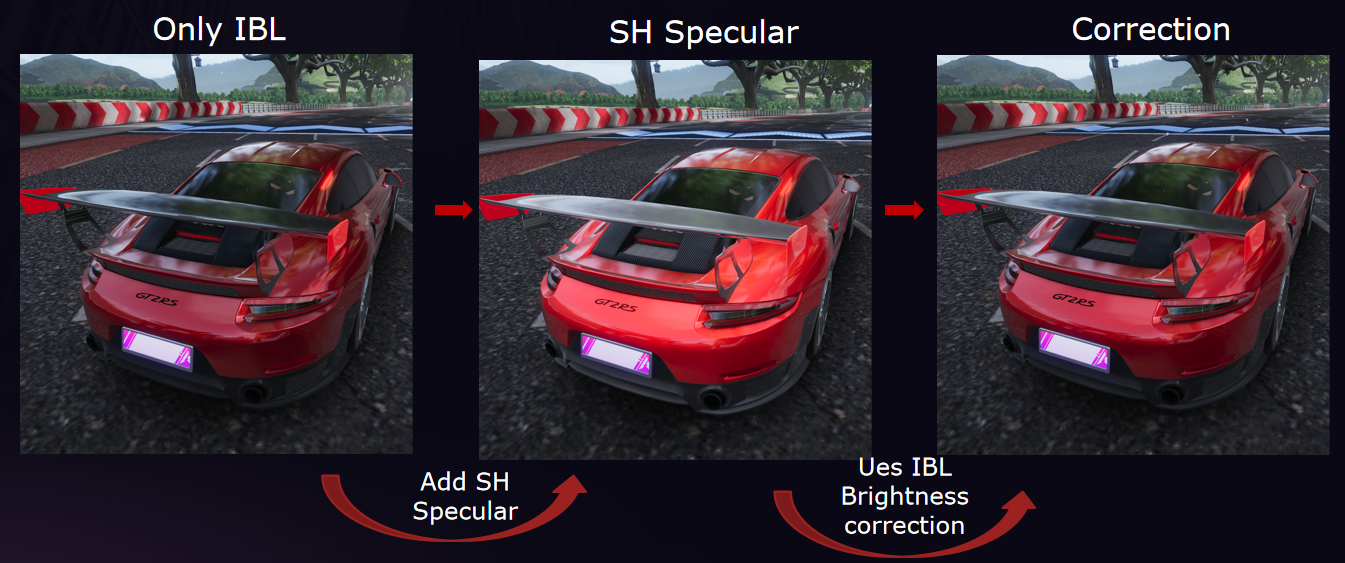 Only IBL
SH Specular
Correction
GT2RS
GT2RS
GT2RS
Add SH
Specular
Ues IBL
Brightness
correction